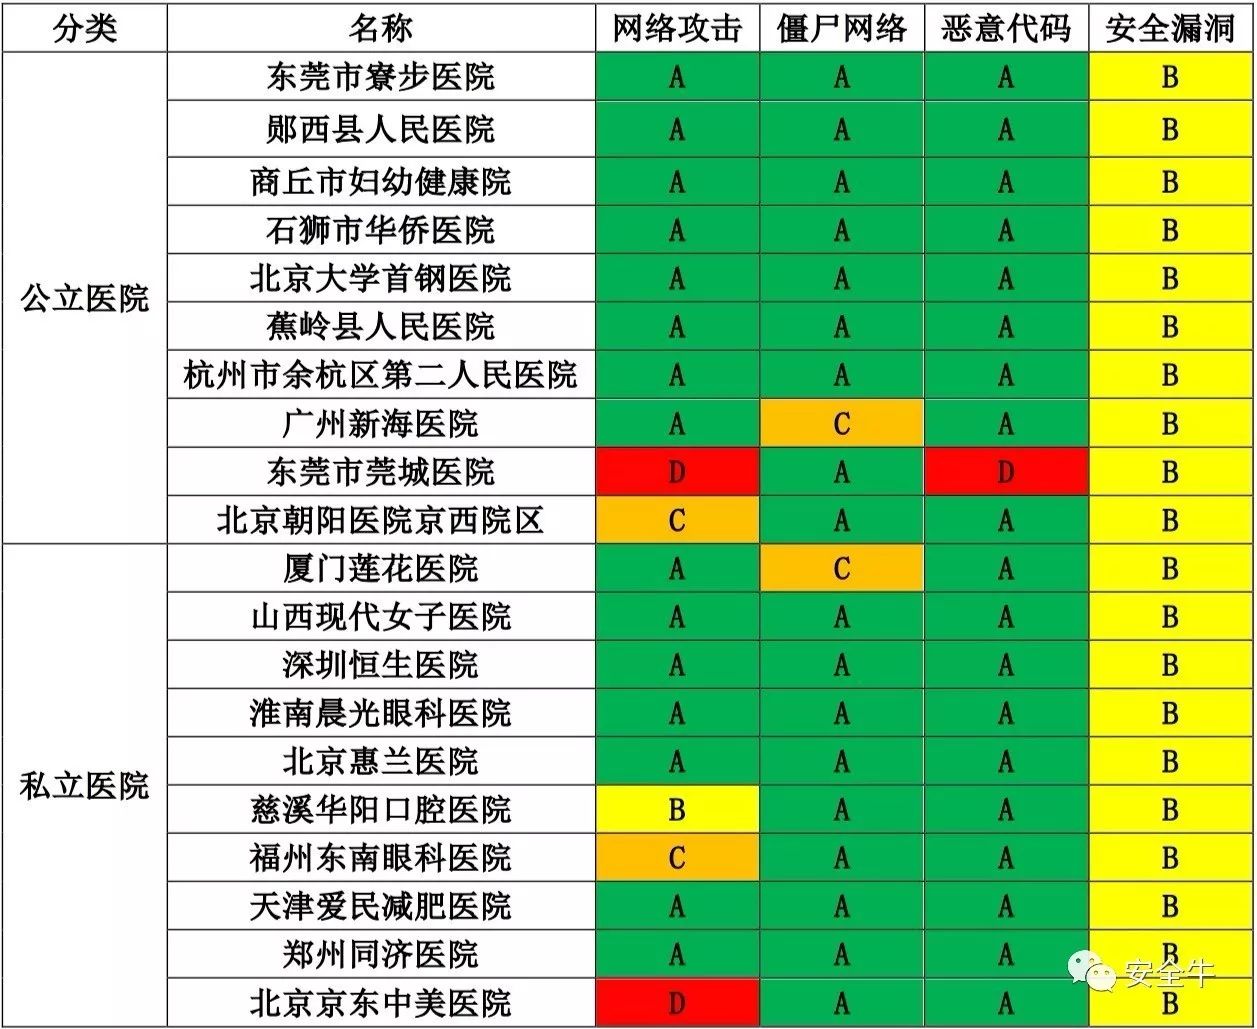 分类 名称 网络攻击 僵尸网络 恶意代码 安全漏洞
公立医院
东莞市寮步医院 A A A B
郧西县人民医院 A A A B
商丘市妇幼健康院 A A A B
石狮市华侨医院 A A A B
北京大学首钢医院 A A A B
蕉岭县人民医院 A A A B
杭州市余杭区第二人民医院 A A A B
广州新海医院 A C A B
东莞市莞城医院 D A D B
北京朝阳医院京西院区 C A A B
私立医院
厦门莲花医院 A C A B
山西现代女子医院 A A A B
深圳恒生医院 A A A B
淮南晨光眼科医院 A A A B
北京惠兰医院 A A A B
慈溪华阳口腔医院 B A A B
福州东南眼科医院 C A A B
天津爱民减肥医院 A A A B
郑州同济医院 A A A B
北京京东中美医院 D A A B
安全牛